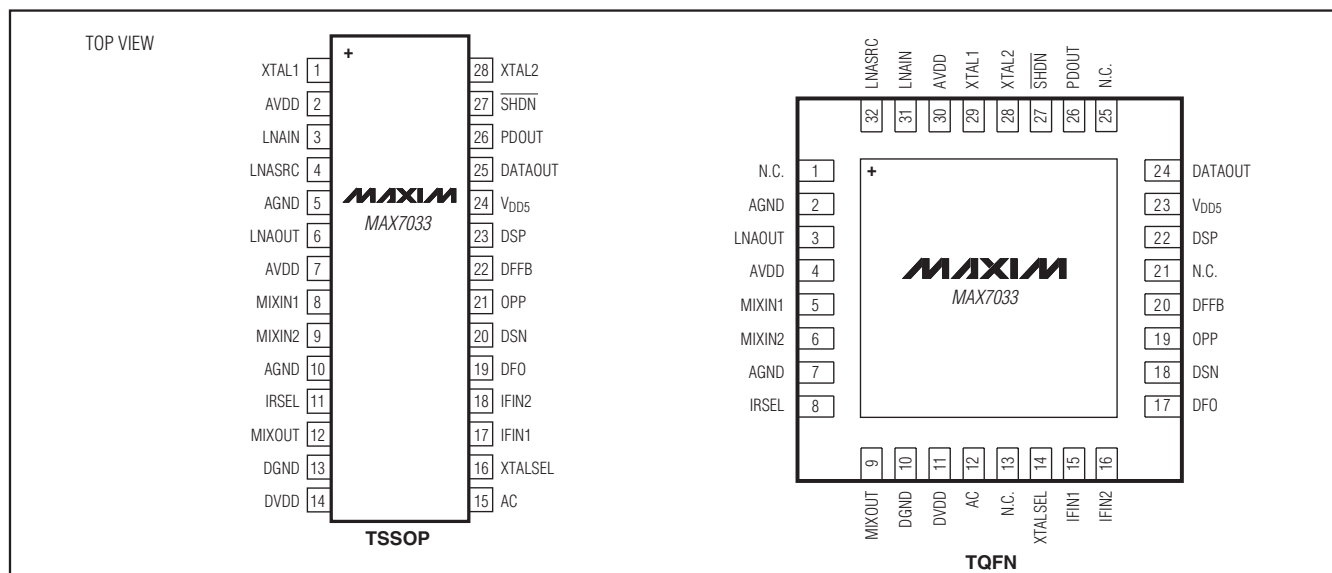 TOP VIEW
+
XTAL1 1
AVDD 2
LNAIN 3
LNASRC 4
AGND 5
LNAOUT 6
AVDD 7
MIXIN1 8
MIXIN2 9
AGND 10
IRSEL 11
MIXOUT 12
DGND 13
DVDD 14
MAXIM
MAX7033
28 XTAL2
27 SHDN
26 PDOUT
25 DATAOUT
24 VDD5
23 DSP
22 DFFB
21 OPP
20 DSN
19 DFO
18 IFIN2
17 IFIN1
16 XTALSEL
15 AC
TSSOP
LNASRC 32
LNAIN 31
AVDD 30
XTAL1 29
XTAL2 28
SHDN 27
PDOUT 26
N.C. 25
N.C. 1
AGND 2
LNAOUT 3
AVDD 4
MIXIN1 5
MIXIN2 6
AGND 7
IRSEL 8
+
MAXIM
MAX7033
24 DATAOUT
23 VDD5
22 DSP
21 N.C.
20 DFFB
19 OPP
18 DSN
17 DFO
MIXOUT 9
DGND 10
DVDD 11
AC 12
N.C. 13
XTALSEL 14
IFIN1 15
IFIN2 16
TQFN